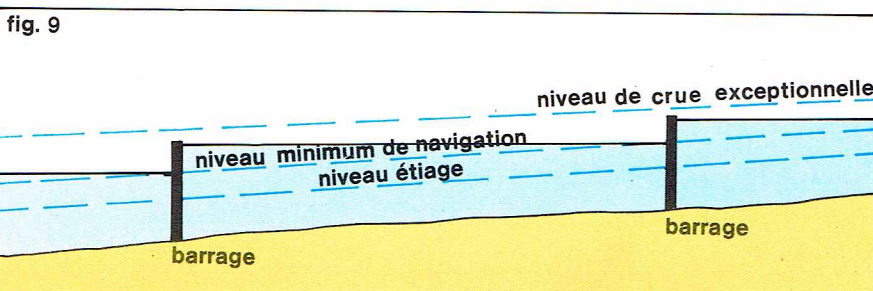 fig. 9
niveau de crue exceptionnelle
niveau minimum de navigation
niveau étiage
barrage
barrage